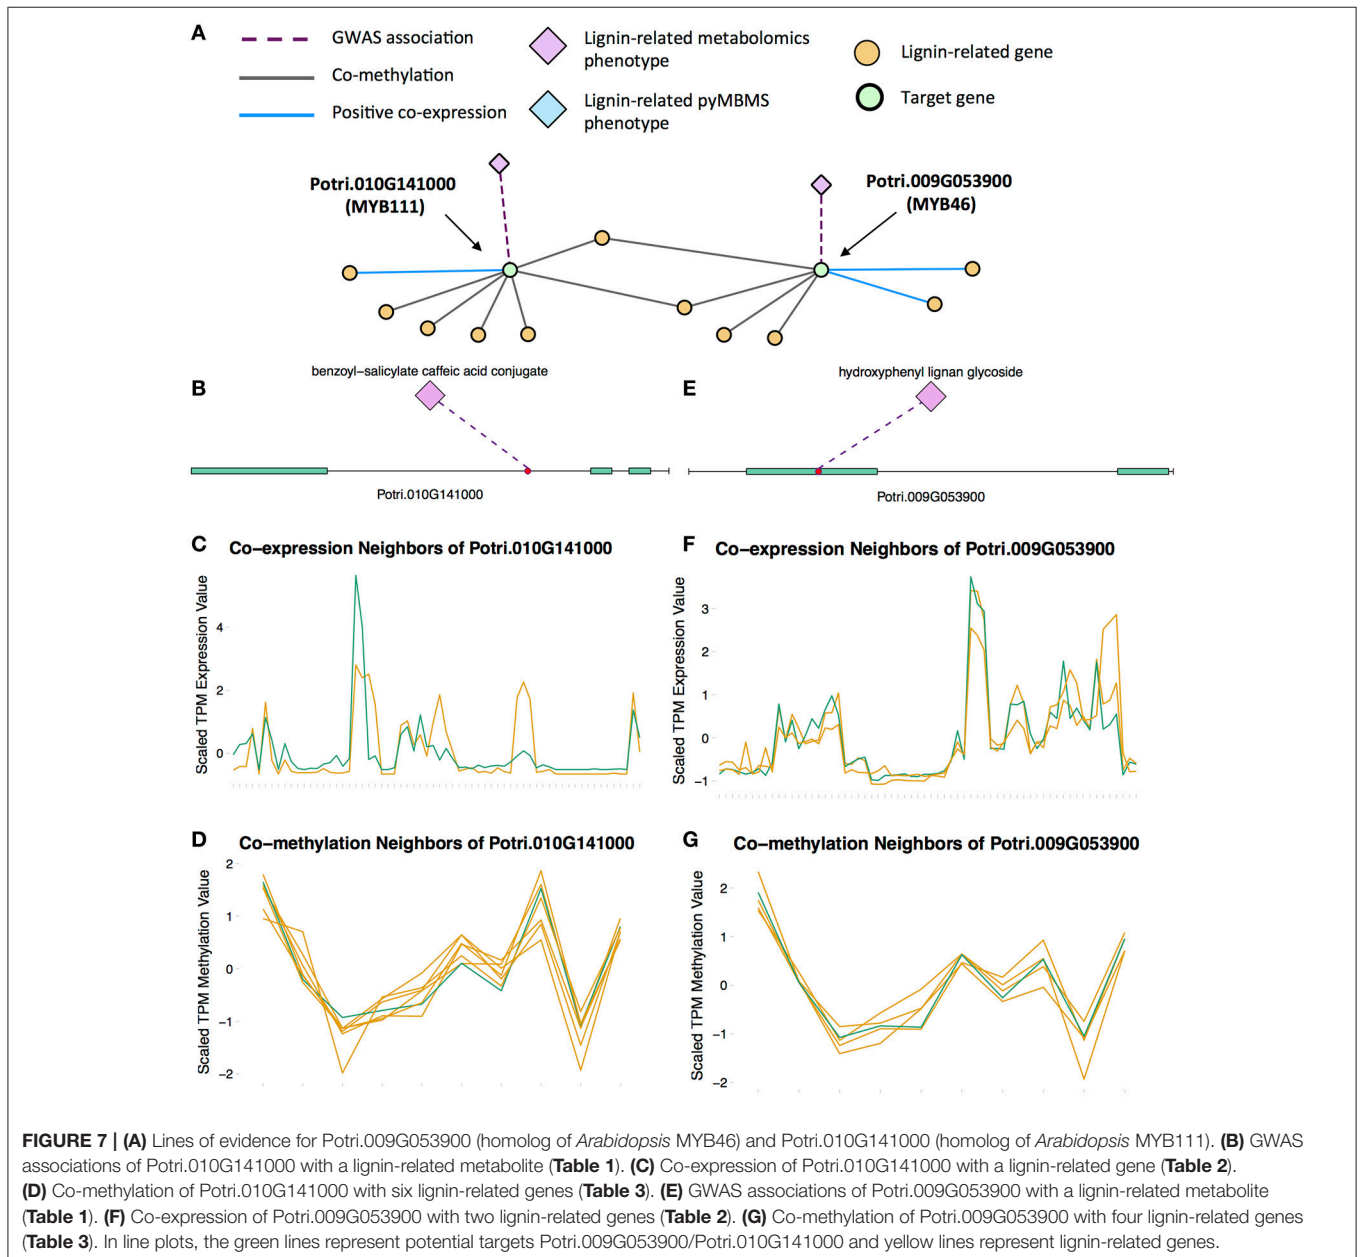 A
GWAS association
Co-methylation
Positive co-expression
Lignin-related metabolomics
phenotype
Lignin-related pyMBMS
phenotype
Lignin-related gene
Target gene
Potri.010G141000
(MYB111)
Potri.009G053900
(MYB46)
B
benzoyl-salicylate caffeic acid conjugate
Potri.010G141000
E
hydroxyphenyl lignan glycoside
Potri.009G053900
C
Co-expression Neighbors of Potri.010G141000
Scaled TPM Expression Value
4
2
0
F
Co-expression Neighbors of Potri.009G053900
Scaled TPM Expression Value
3
2
1
0
-1
D
Co-methylation Neighbors of Potri.010G141000
Scaled TPM Methylation Value
2
1
0
-1
-2
G
Co-methylation Neighbors of Potri.009G053900
Scaled TPM Methylation Value
2
1
0
-1
-2
FIGURE 7 | (A) Lines of evidence for Potri.009G053900 (homolog of Arabidopsis MYB46) and Potri.010G141000 (homolog of Arabidopsis MYB111). (B) GWAS
associations of Potri.010G141000 with a lignin-related metabolite (Table 1). (C) Co-expression of Potri.010G141000 with a lignin-related gene (Table 2).
(D) Co-methylation of Potri.010G141000 with six lignin-related genes (Table 3). (E) GWAS associations of Potri.009G053900 with a lignin-related metabolite
(Table 1). (F) Co-expression of Potri.009G053900 with two lignin-related genes (Table 2). (G) Co-methylation of Potri.009G053900 with four lignin-related genes
(Table 3). In line plots, the green lines represent potential targets Potri.009G053900/Potri.010G141000 and yellow lines represent lignin-related genes.